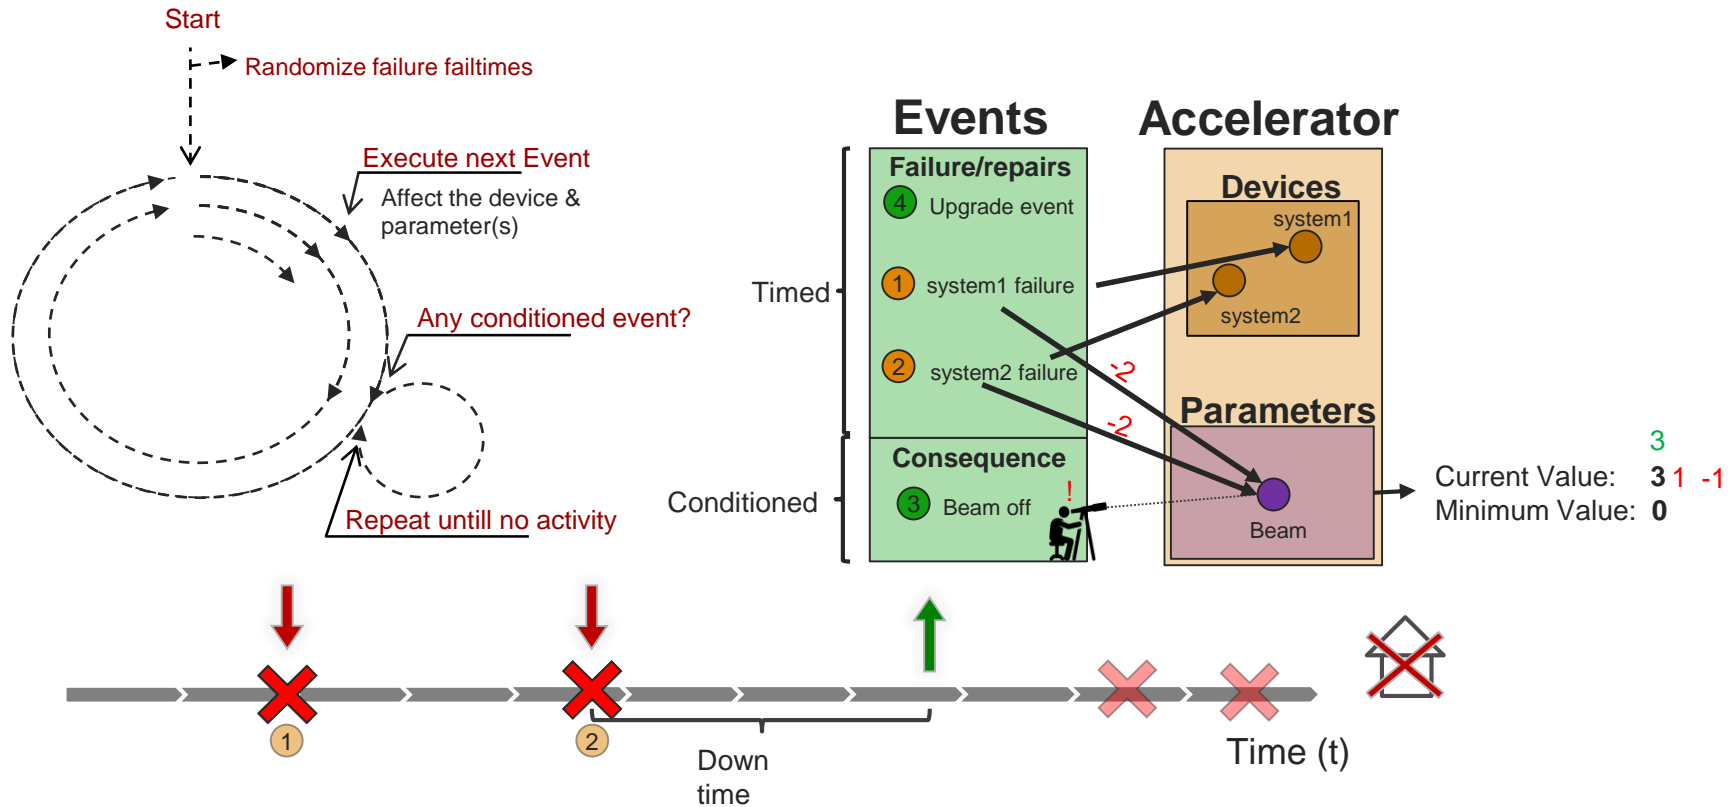 Start
Randomize failure failtimes
Execute next Event
Affect the device &
parameter(s)
Any conditioned event?
Repeat untill no activity
Events
Accelerator
Timed
Failure/repairs
4 Upgrade event
1 system1 failure
2 system2 failure
Conditioned
Consequence
3 Beam off
!
Devices
system1
system2
-2
-2
Parameters
Beam
3
Current Value: 3 1 -1
Minimum Value: 0
1
2
Down
time
Time (t)